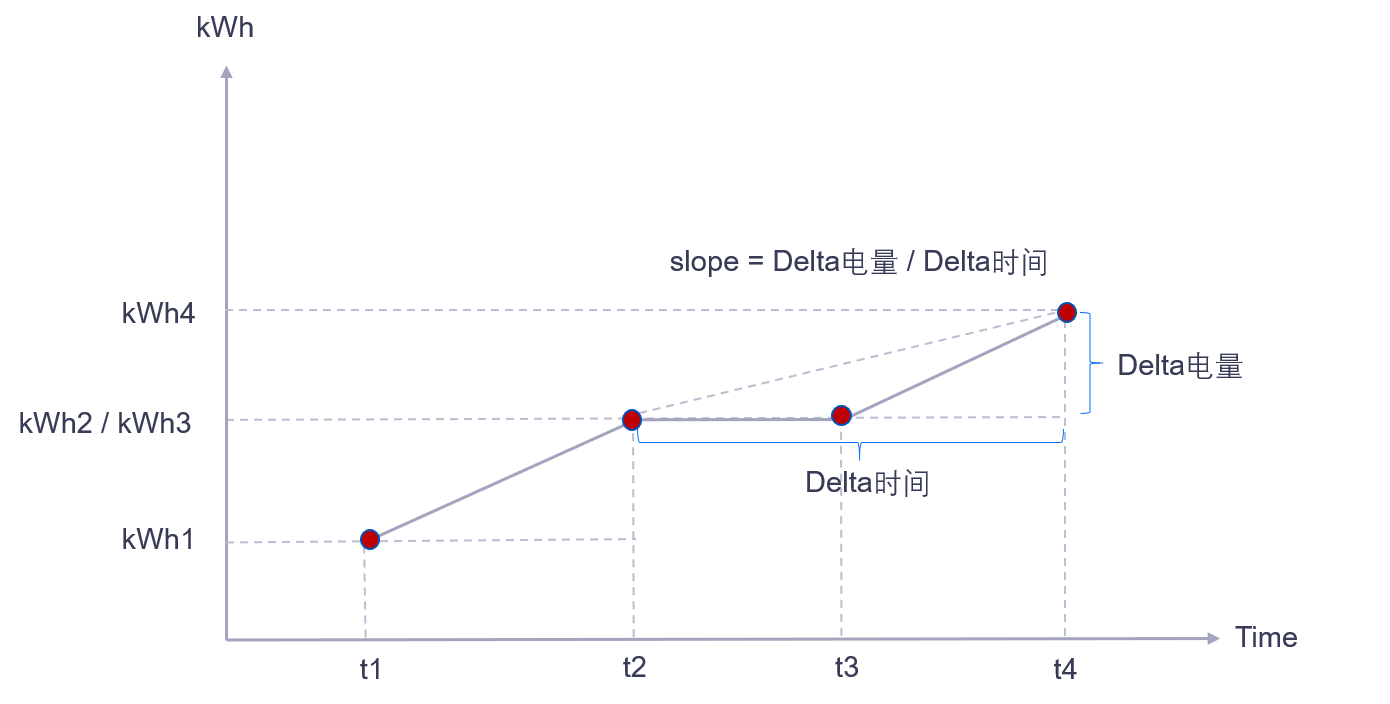 kWh
slope = Delta电量 / Delta时间
kWh4
Delta电量
kWh2 / kWh3
Delta时间
kWh1
Time
t1
t2
t3
t4